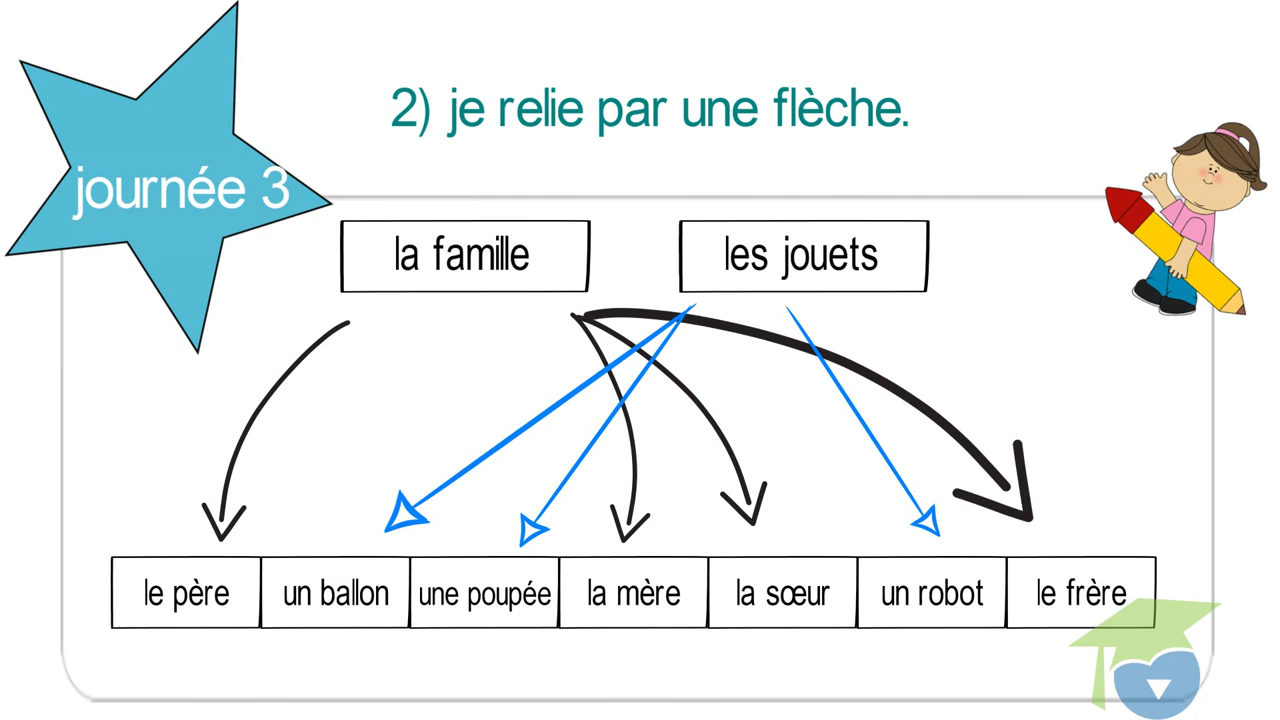 2) je relie par une flèche.
journée 3
la famille
les jouets
le père
un ballon
une poupée
la mère
la sœur
un robot
le frère